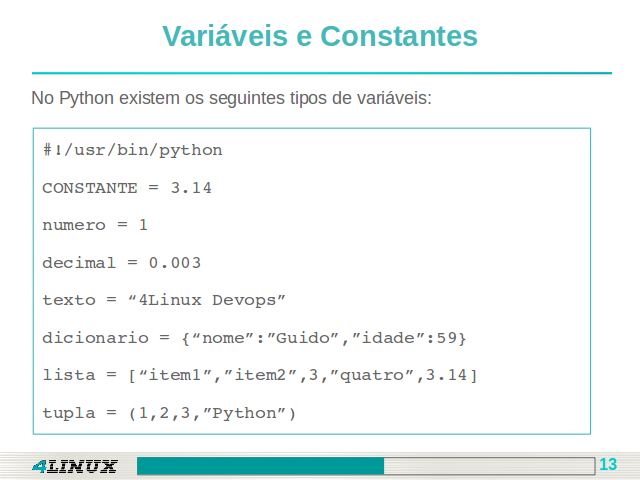 Variáveis e Constantes
No Python existem os seguintes tipos de variáveis:
#!/usr/bin/python
CONSTANTE = 3.14
numero = 1
decimal = 0.003
texto = “4Linux Devops”
dicionario = {“nome”:”Guido”,”idade”:59}
lista = [“item1”,”item2”,3,”quatro”,3.14]
tupla = (1,2,3,”Python”)
4LINUX
13